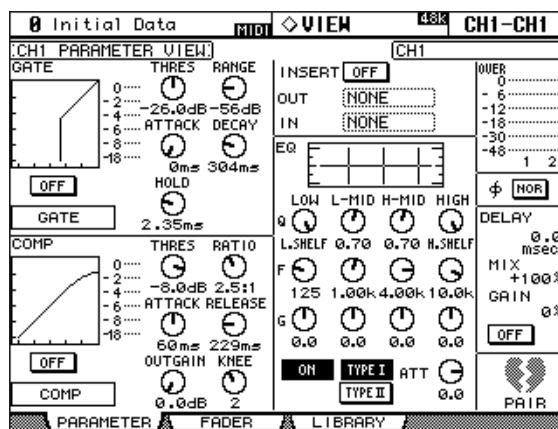 0 Initial Data MIDI ◇VIEW 48K CH1-CH1
CH1 PARAMETER VIEW CH1
GATE
THRES RANGE
-26.0dB -56dB
ATTACK DECAY
0ms 304ms
HOLD
2.35ms
0
-2
-4
-6
-8
-18
OFF
GATE
COMP
THRES RATIO
-8.0dB 2.5:1
ATTACK RELEASE
60ms 229ms
OUTGAIN KNEE
0.0dB 2
0
-2
-4
-6
-8
-18
OFF
COMP
INSERT OFF
OUT NONE
IN NONE
EQ
LOW L-MID H-MID HIGH
Q
L.SHELF 0.70 0.70 H.SHELF
F
125 1.00k 4.00k 10.0k
G
0.0 0.0 0.0 0.0
ON TYPE I ATT
TYPE II 0.0
OVER
0
-6
-12
-18
-30
-48
1 2
ϕ NOR
DELAY
0.0
msec
MIX
+100%
GAIN
0%
OFF
PAIR
PARAMETER FADER LIBRARY